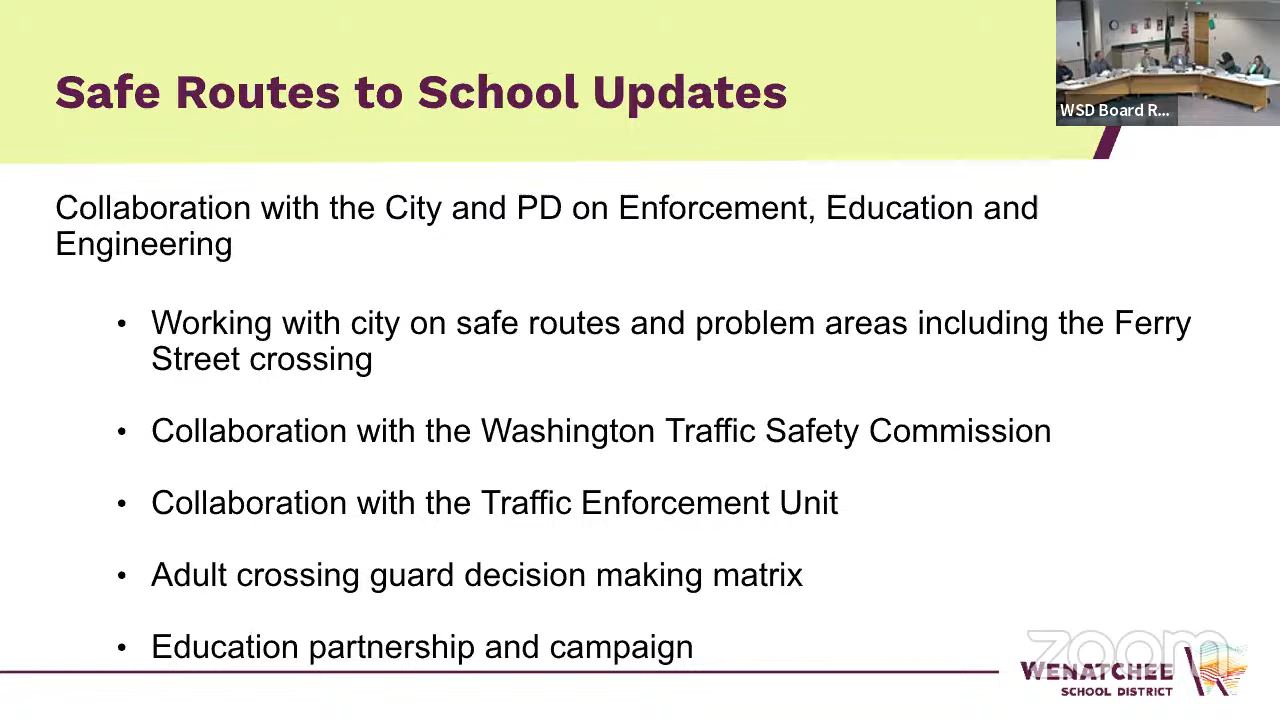 Safe Routes to School Updates
WSD Board R...
Collaboration with the City and PD on Enforcement, Education and
Engineering
• Working with city on safe routes and problem areas including the Ferry
Street crossing
• Collaboration with the Washington Traffic Safety Commission
• Collaboration with the Traffic Enforcement Unit
• Adult crossing guard decision making matrix
• Education partnership and campaign
zoom
WENATCHEE
SCHOOL DISTRICT